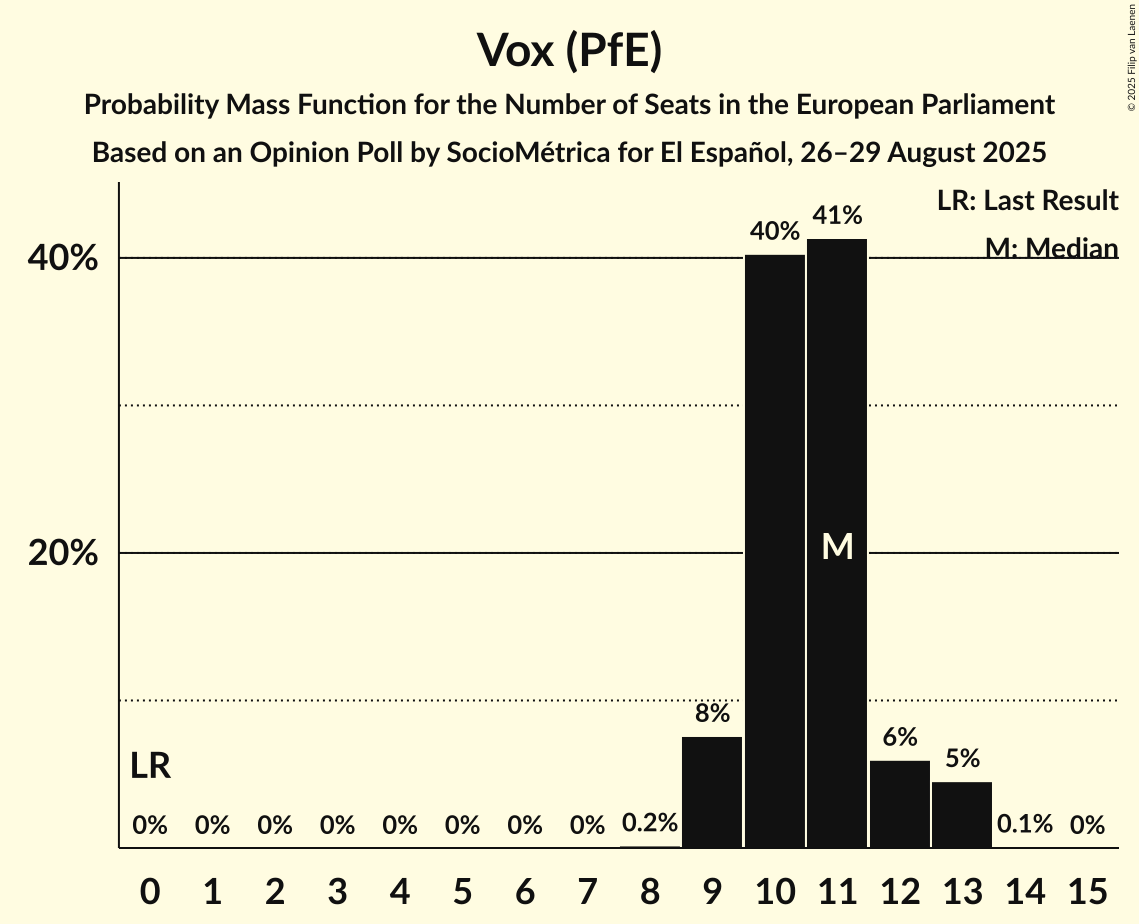 © 2025 Filip van Laenen
Vox (PfE)
Probability Mass Function for the Number of Seats in the European Parliament
Based on an Opinion Poll by SocioMétrica for El Español, 26–29 August 2025
LR: Last Result
M: Median
40%
20%
40%
41%
M
8%
6%
5%
LR
0%
0%
0%
0%
0%
0%
0%
0%
0.2%
0.1%
0%
0 1 2 3 4 5 6 7 8 9 10 11 12 13 14 15